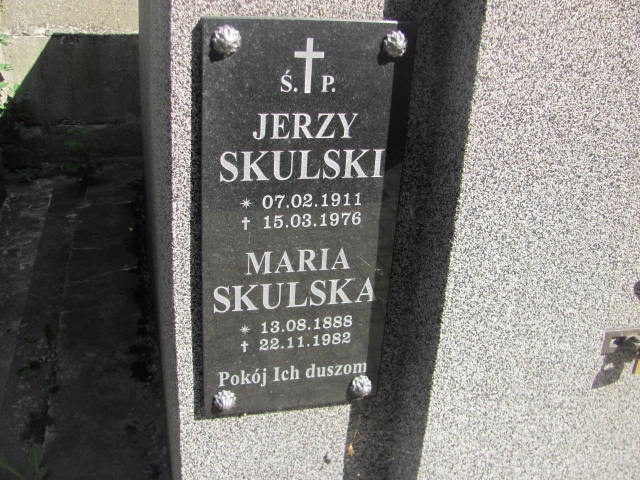 Ś. P.
JERZY
SKULSKI
* 07.02.1911
† 15.03.1976
MARIA
SKULSKA
* 13.08.1888
† 22.11.1982
Pokój Ich duszom